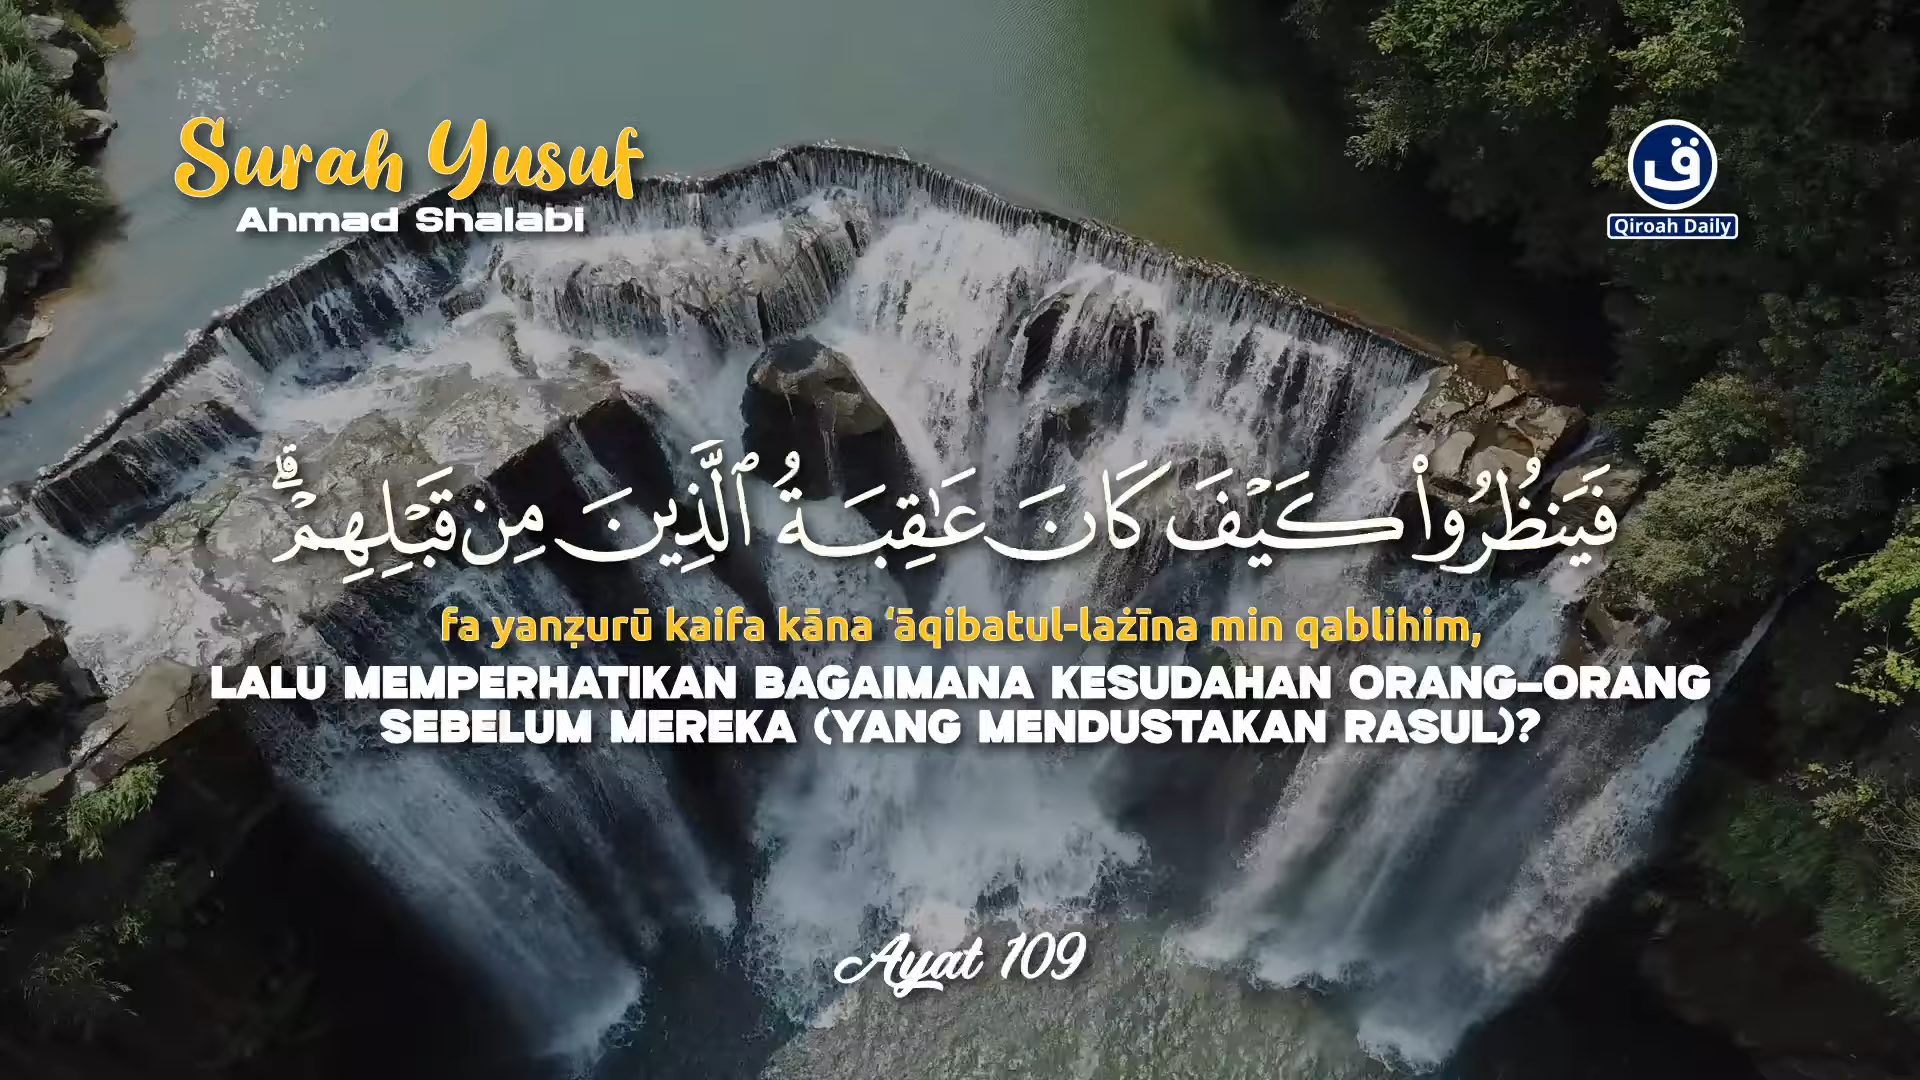 Surah Yusuf
Ahmad Shalabi
ق
Qiroah Daily
فَيَنظُرُوا۟ كَيْفَ كَانَ عَـٰقِبَةُ ٱلَّذِينَ مِن قَبْلِهِمْ ۗ
fa yanẓurū kaifa kāna ‘āqibatul-lażīna min qablihim,
LALU MEMPERHATIKAN BAGAIMANA KESUDAHAN ORANG-ORANG
SEBELUM MEREKA (YANG MENDUSTAKAN RASUL)?
Ayat 109